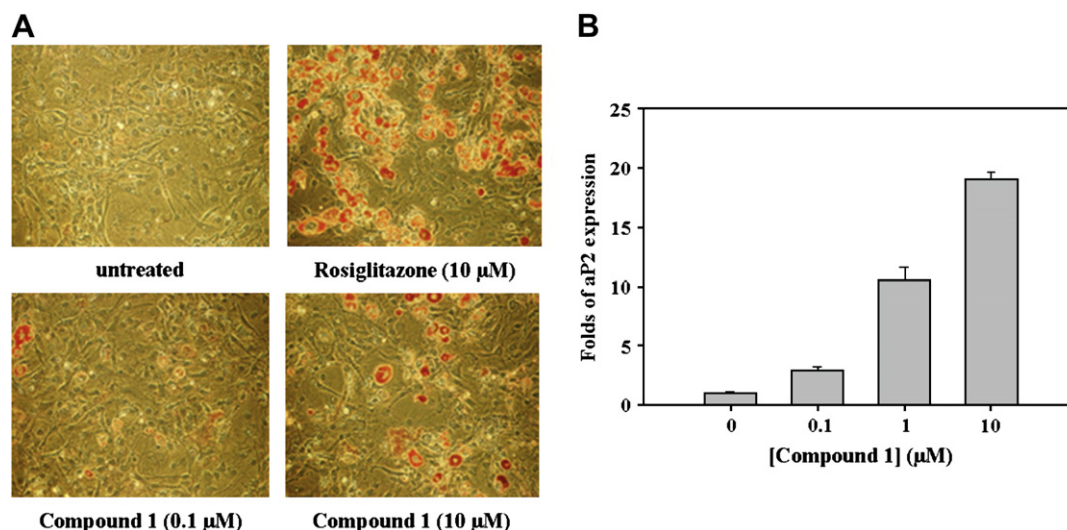 A
untreated
Rosiglitazone (10 μM)
Compound 1 (0.1 μM)
Compound 1 (10 μM)
B
Folds of aP2 expression
25
20
15
10
5
0
0 0.1 1 10
[Compound 1] (μM)